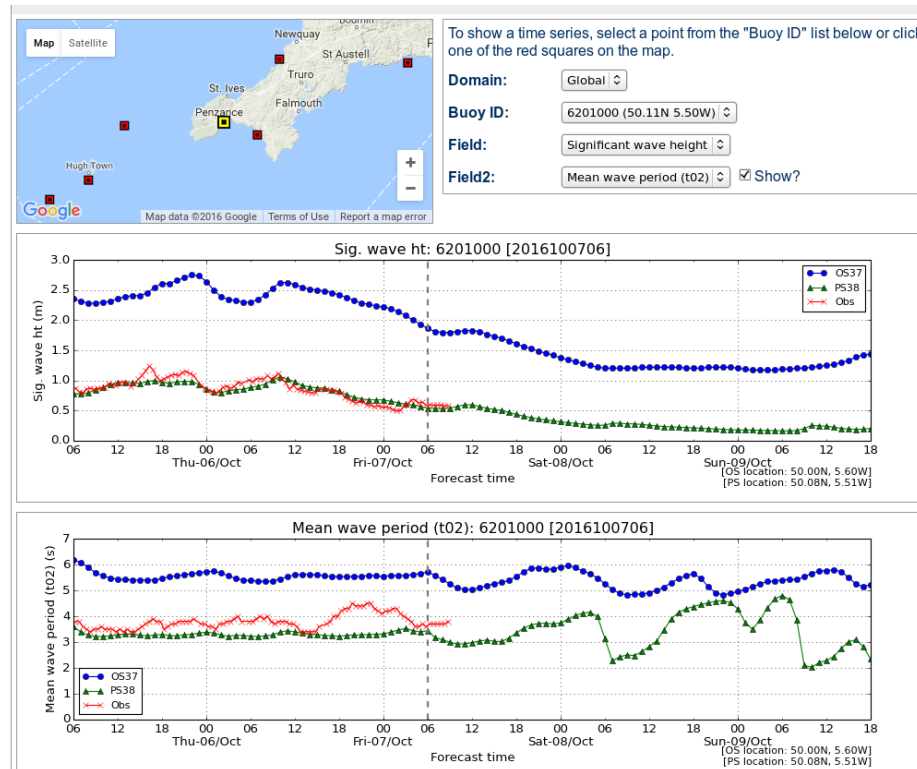 Map Satellite
Bodmin
Newquay
St Austell
Truro
St. Ives
Falmouth
Penzance
Hugh Town
+
−
Google
Map data ©2016 Google Terms of Use Report a map error
To show a time series, select a point from the "Buoy ID" list below or click
one of the red squares on the map.
Domain: Global
Buoy ID: 6201000 (50.11N 5.50W)
Field: Significant wave height
Field2: Mean wave period (t02) Show?
Sig. wave ht: 6201000 [2016100706]
Sig. wave ht (m)
3.0
2.5
2.0
1.5
1.0
0.5
0.0
OS37
PS38
Obs
06 12 18 00 06 12 18 00 06 12 18 00 06 12 18 00 06 12 18
Thu-06/Oct Fri-07/Oct Sat-08/Oct Sun-09/Oct
Forecast time
[OS location: 50.00N, 5.60W]
[PS location: 50.08N, 5.51W]
Mean wave period (t02): 6201000 [2016100706]
Mean wave period (t02) (s)
7
6
5
4
3
2
1
0
OS37
PS38
Obs
06 12 18 00 06 12 18 00 06 12 18 00 06 12 18 00 06 12 18
Thu-06/Oct Fri-07/Oct Sat-08/Oct Sun-09/Oct
Forecast time
[OS location: 50.00N, 5.60W]
[PS location: 50.08N, 5.51W]